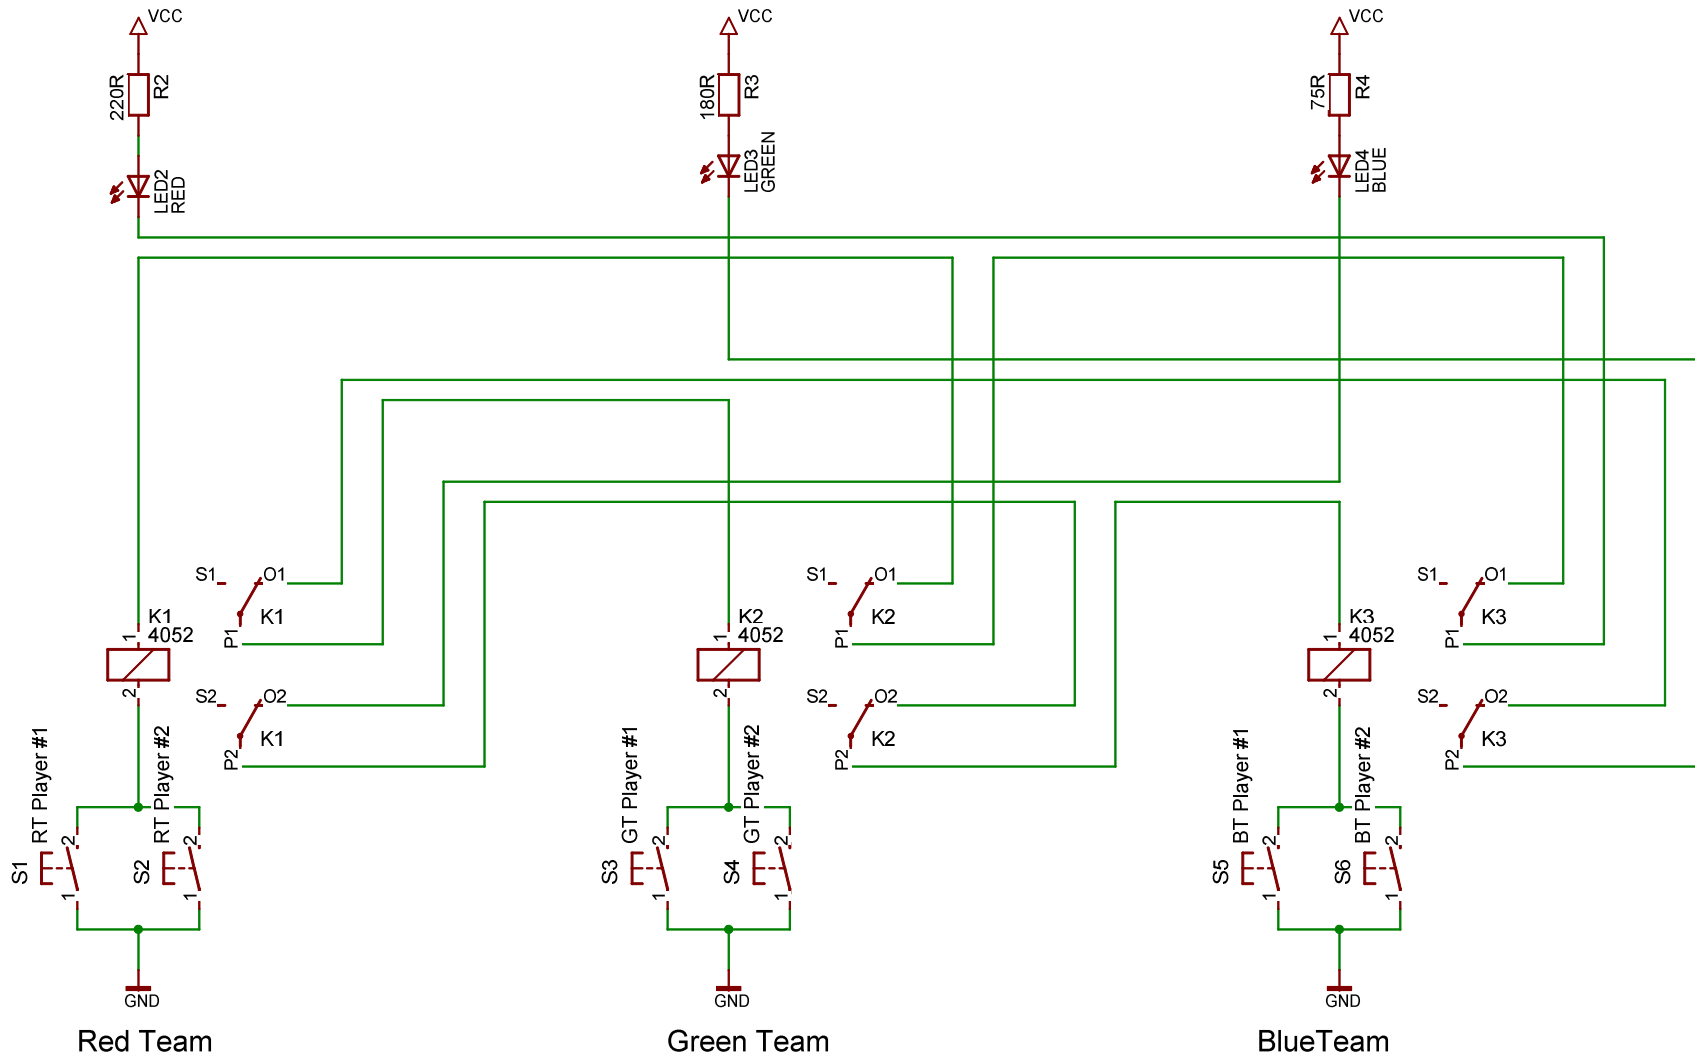 VCC
VCC
VCC
220R
R2
180R
R3
75R
R4
LED2
RED
LED3
GREEN
LED4
BLUE
S1
O1
K1
P1
S1
O1
K2
P1
S1
O1
K3
P1
K1
4052
1
2
K2
4052
1
2
K3
4052
1
2
S2
O2
K1
P2
S2
O2
K2
P2
S2
O2
K3
P2
RT Player #1
RT Player #2
GT Player #1
GT Player #2
BT Player #1
BT Player #2
S1
2
1
S2
2
1
S3
2
1
S4
2
1
S5
2
1
S6
2
1
GND
GND
GND
Red Team
Green Team
BlueTeam